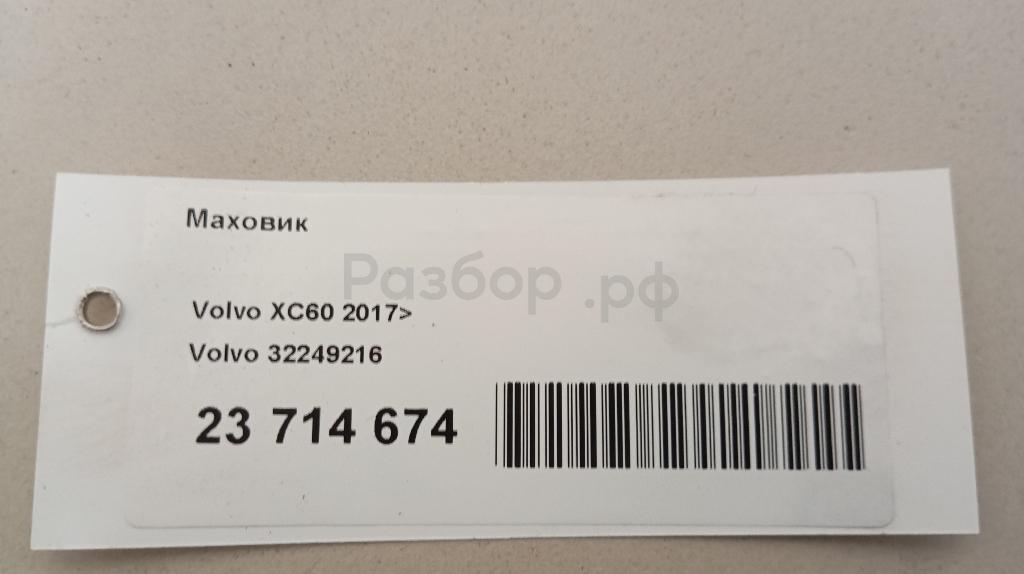 Маховик
Разбор.рф
Volvo XC60 2017>
Volvo 32249216
23 714 674